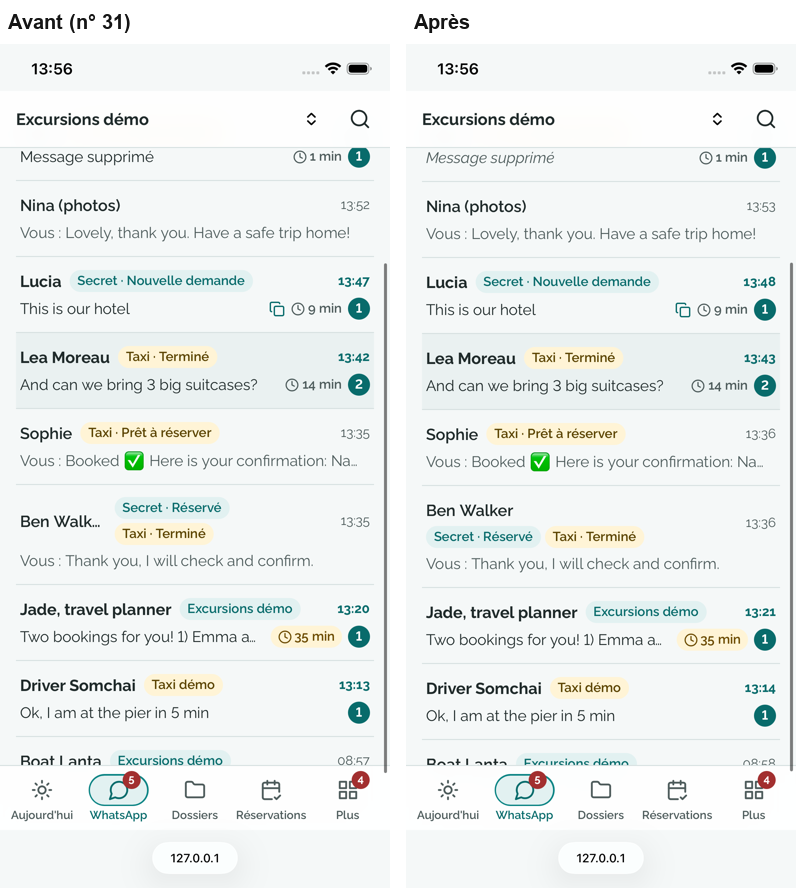 Avant (n° 31)
13:56
Excursions démo
Message supprimé 1 min 1
Nina (photos) 13:52
Vous : Lovely, thank you. Have a safe trip home!
Lucia Secret · Nouvelle demande 13:47
This is our hotel 9 min 1
Lea Moreau Taxi · Terminé 13:42
And can we bring 3 big suitcases? 14 min 2
Sophie Taxi · Prêt à réserver 13:35
Vous : Booked ✅ Here is your confirmation: Na…
Secret · Réservé
Ben Walk… 13:35
Taxi · Terminé
Vous : Thank you, I will check and confirm.
Jade, travel planner Excursions démo 13:20
Two bookings for you! 1) Emma a… 35 min 1
Driver Somchai Taxi démo 13:13
Ok, I am at the pier in 5 min 1
Boat Lanta Excursions démo 08:57
5 4
Aujourd'hui WhatsApp Dossiers Réservations Plus
127.0.0.1
Après
13:56
Excursions démo
Message supprimé 1 min 1
Nina (photos) 13:53
Vous : Lovely, thank you. Have a safe trip home!
Lucia Secret · Nouvelle demande 13:48
This is our hotel 9 min 1
Lea Moreau Taxi · Terminé 13:43
And can we bring 3 big suitcases? 14 min 2
Sophie Taxi · Prêt à réserver 13:36
Vous : Booked ✅ Here is your confirmation: Na…
Ben Walker 13:36
Secret · Réservé Taxi · Terminé
Vous : Thank you, I will check and confirm.
Jade, travel planner Excursions démo 13:21
Two bookings for you! 1) Emma a… 35 min 1
Driver Somchai Taxi démo 13:14
Ok, I am at the pier in 5 min 1
Boat Lanta Excursions démo 08:58
5 4
Aujourd'hui WhatsApp Dossiers Réservations Plus
127.0.0.1